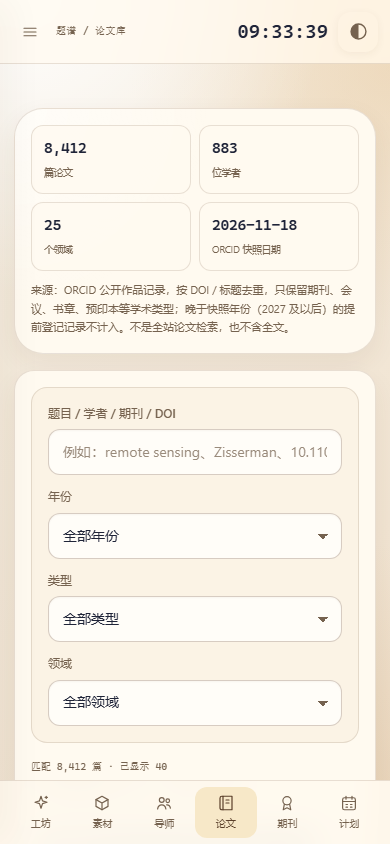 题谱 / 论文库
09:33:39
8,412
篇论文
883
位学者
25
个领域
2026-11-18
ORCID 快照日期
来源：ORCID 公开作品记录，按 DOI / 标题去重，只保留期刊、会
议、书章、预印本等学术类型；晚于快照年份（2027 及以后）的提
前登记记录不计入。不是全站论文检索，也不含全文。
题目 / 学者 / 期刊 / DOI
例如：remote sensing、Zisserman、10.110
年份
全部年份
类型
全部类型
领域
全部领域
匹配 8,412 篇 · 已显示 40
工坊
素材
导师
论文
期刊
计划